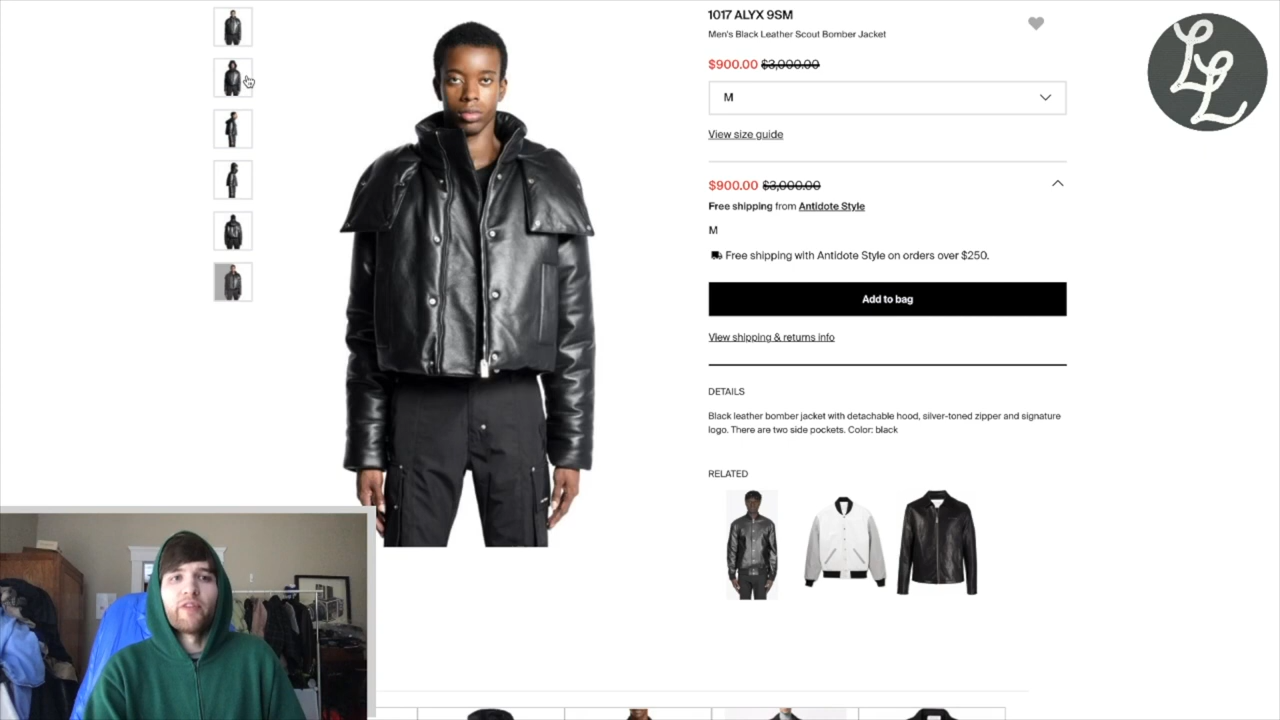 1017 ALYX 9SM
Men's Black Leather Scout Bomber Jacket
$900.00 $3,000.00
M
View size guide
$900.00 $3,000.00
Free shipping from Antidote Style
M
Free shipping with Antidote Style on orders over $250.
Add to bag
View shipping & returns info
DETAILS
Black leather bomber jacket with detachable hood, silver-toned zipper and signature
logo. There are two side pockets. Color: black
RELATED
LYL